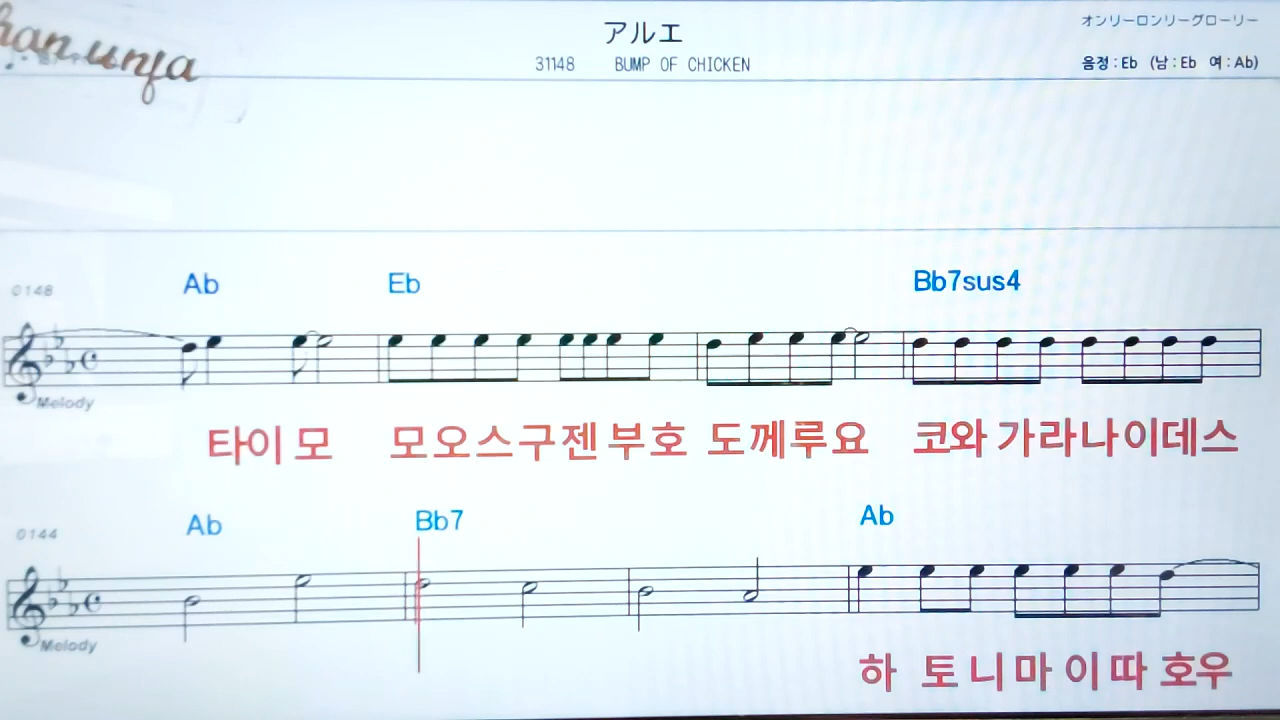 アルエ
オンリーロンリーグローリー
31148 BUMP OF CHICKEN
음정:Eb (남:Eb 여:Ab)
Ab Eb Bb7sus4
0148
Melody
타이 모 모오스구젠 부호 도께루요 코와 가라나이데스
Ab Bb7 Ab
0144
Melody
하 토 니 마 이 따 호우